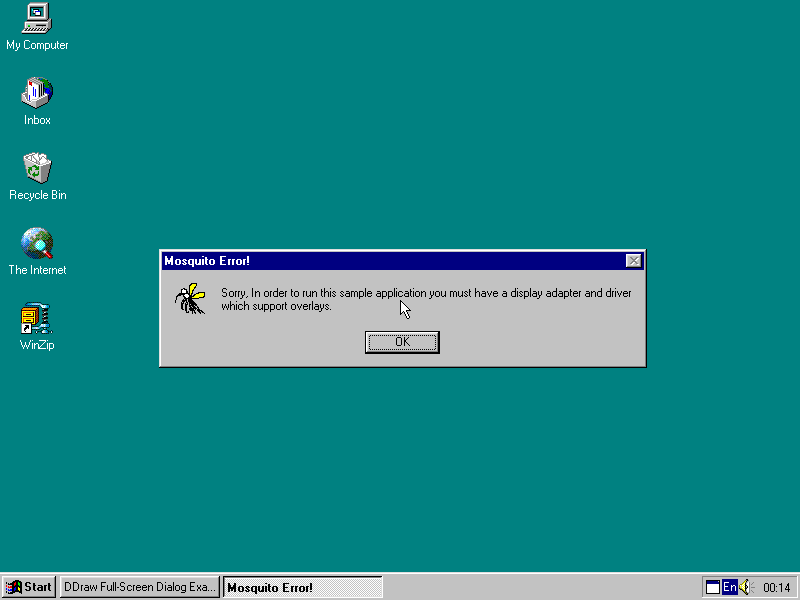 My Computer
Inbox
Recycle Bin
The Internet
WinZip
Mosquito Error!
Sorry, In order to run this sample application you must have a display adapter and driver
which support overlays.
OK
Start
DDraw Full-Screen Dialog Exa...
Mosquito Error!
En
00:14